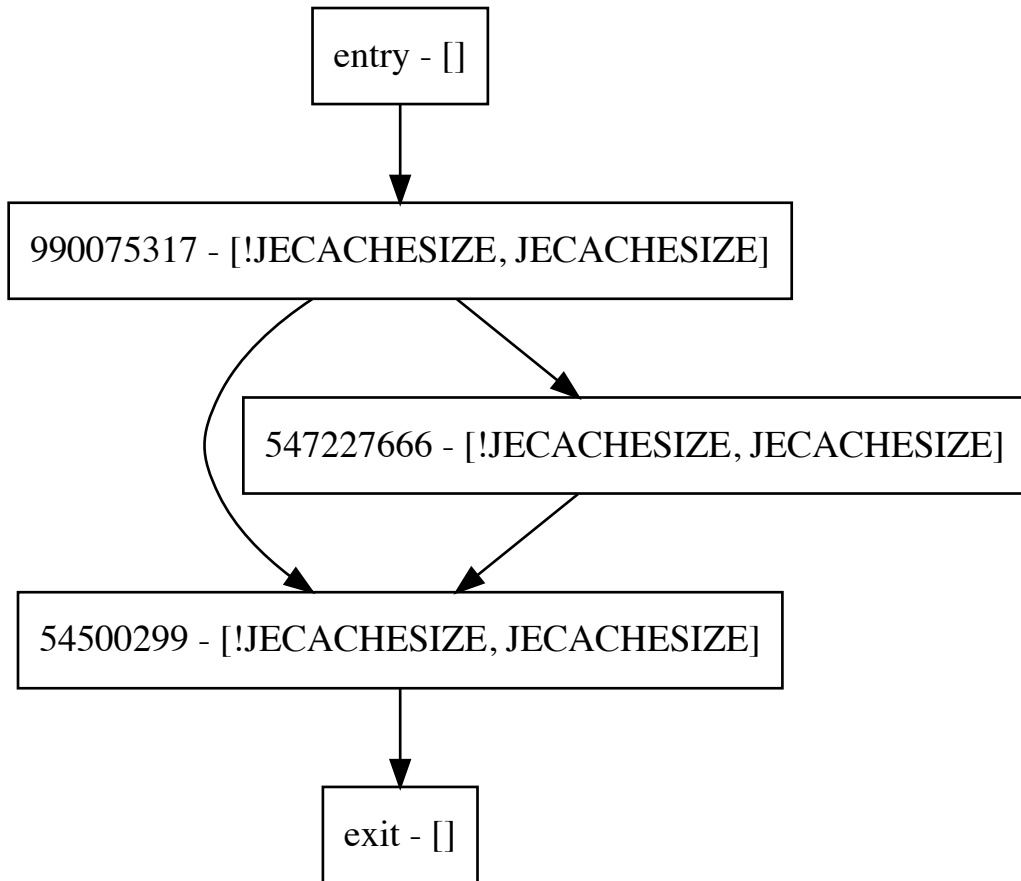 entry - []
990075317 - [!JECACHESIZE, JECACHESIZE]
547227666 - [!JECACHESIZE, JECACHESIZE]
54500299 - [!JECACHESIZE, JECACHESIZE]
exit - []